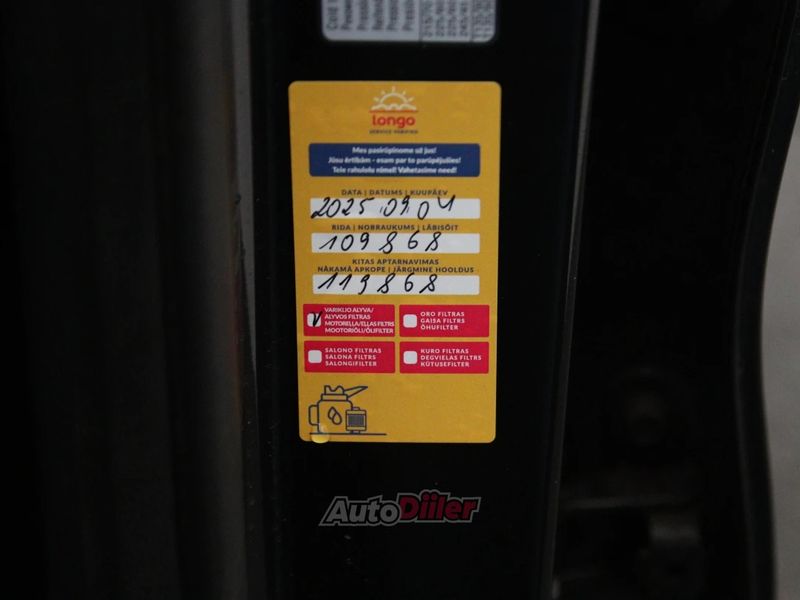 longo
SERVICE PARTNER
Mes pasirūpinome už jus!
Jūsu ērtībām - esam par to parūpējušies!
Teie rahulolu nimel! Vahetasime need!
DATA | DATUMS | KUUPÄEV
2025.09.04
RIDA | NOBRAUKUMS | LÄBISÕIT
109868
KITAS APTARNAVIMAS
NĀKAMĀ APKOPE | JÄRGMINE HOOLDUS
119868
VARIKLIO ALYVA/
ALYVOS FILTRAS
MOTOREĻĻA/EĻĻAS FILTRS
MOOTORIÕLI/ÕLIFILTER
ORO FILTRAS
GAISA FILTRS
ÕHUFILTER
SALONO FILTRAS
SALONA FILTRS
SALONGIFILTER
KURO FILTRAS
DEGVIELAS FILTRS
KÜTUSEFILTER
AutoDiiler